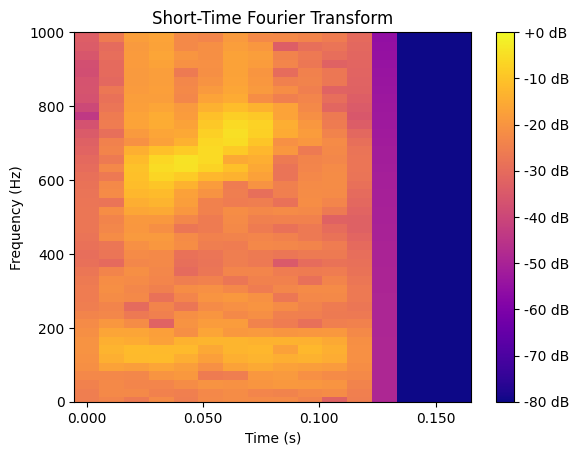 Short-Time Fourier Transform
1000
800
600
400
200
0
Frequency (Hz)
0.000
0.050
0.100
0.150
Time (s)
+0 dB
-10 dB
-20 dB
-30 dB
-40 dB
-50 dB
-60 dB
-70 dB
-80 dB